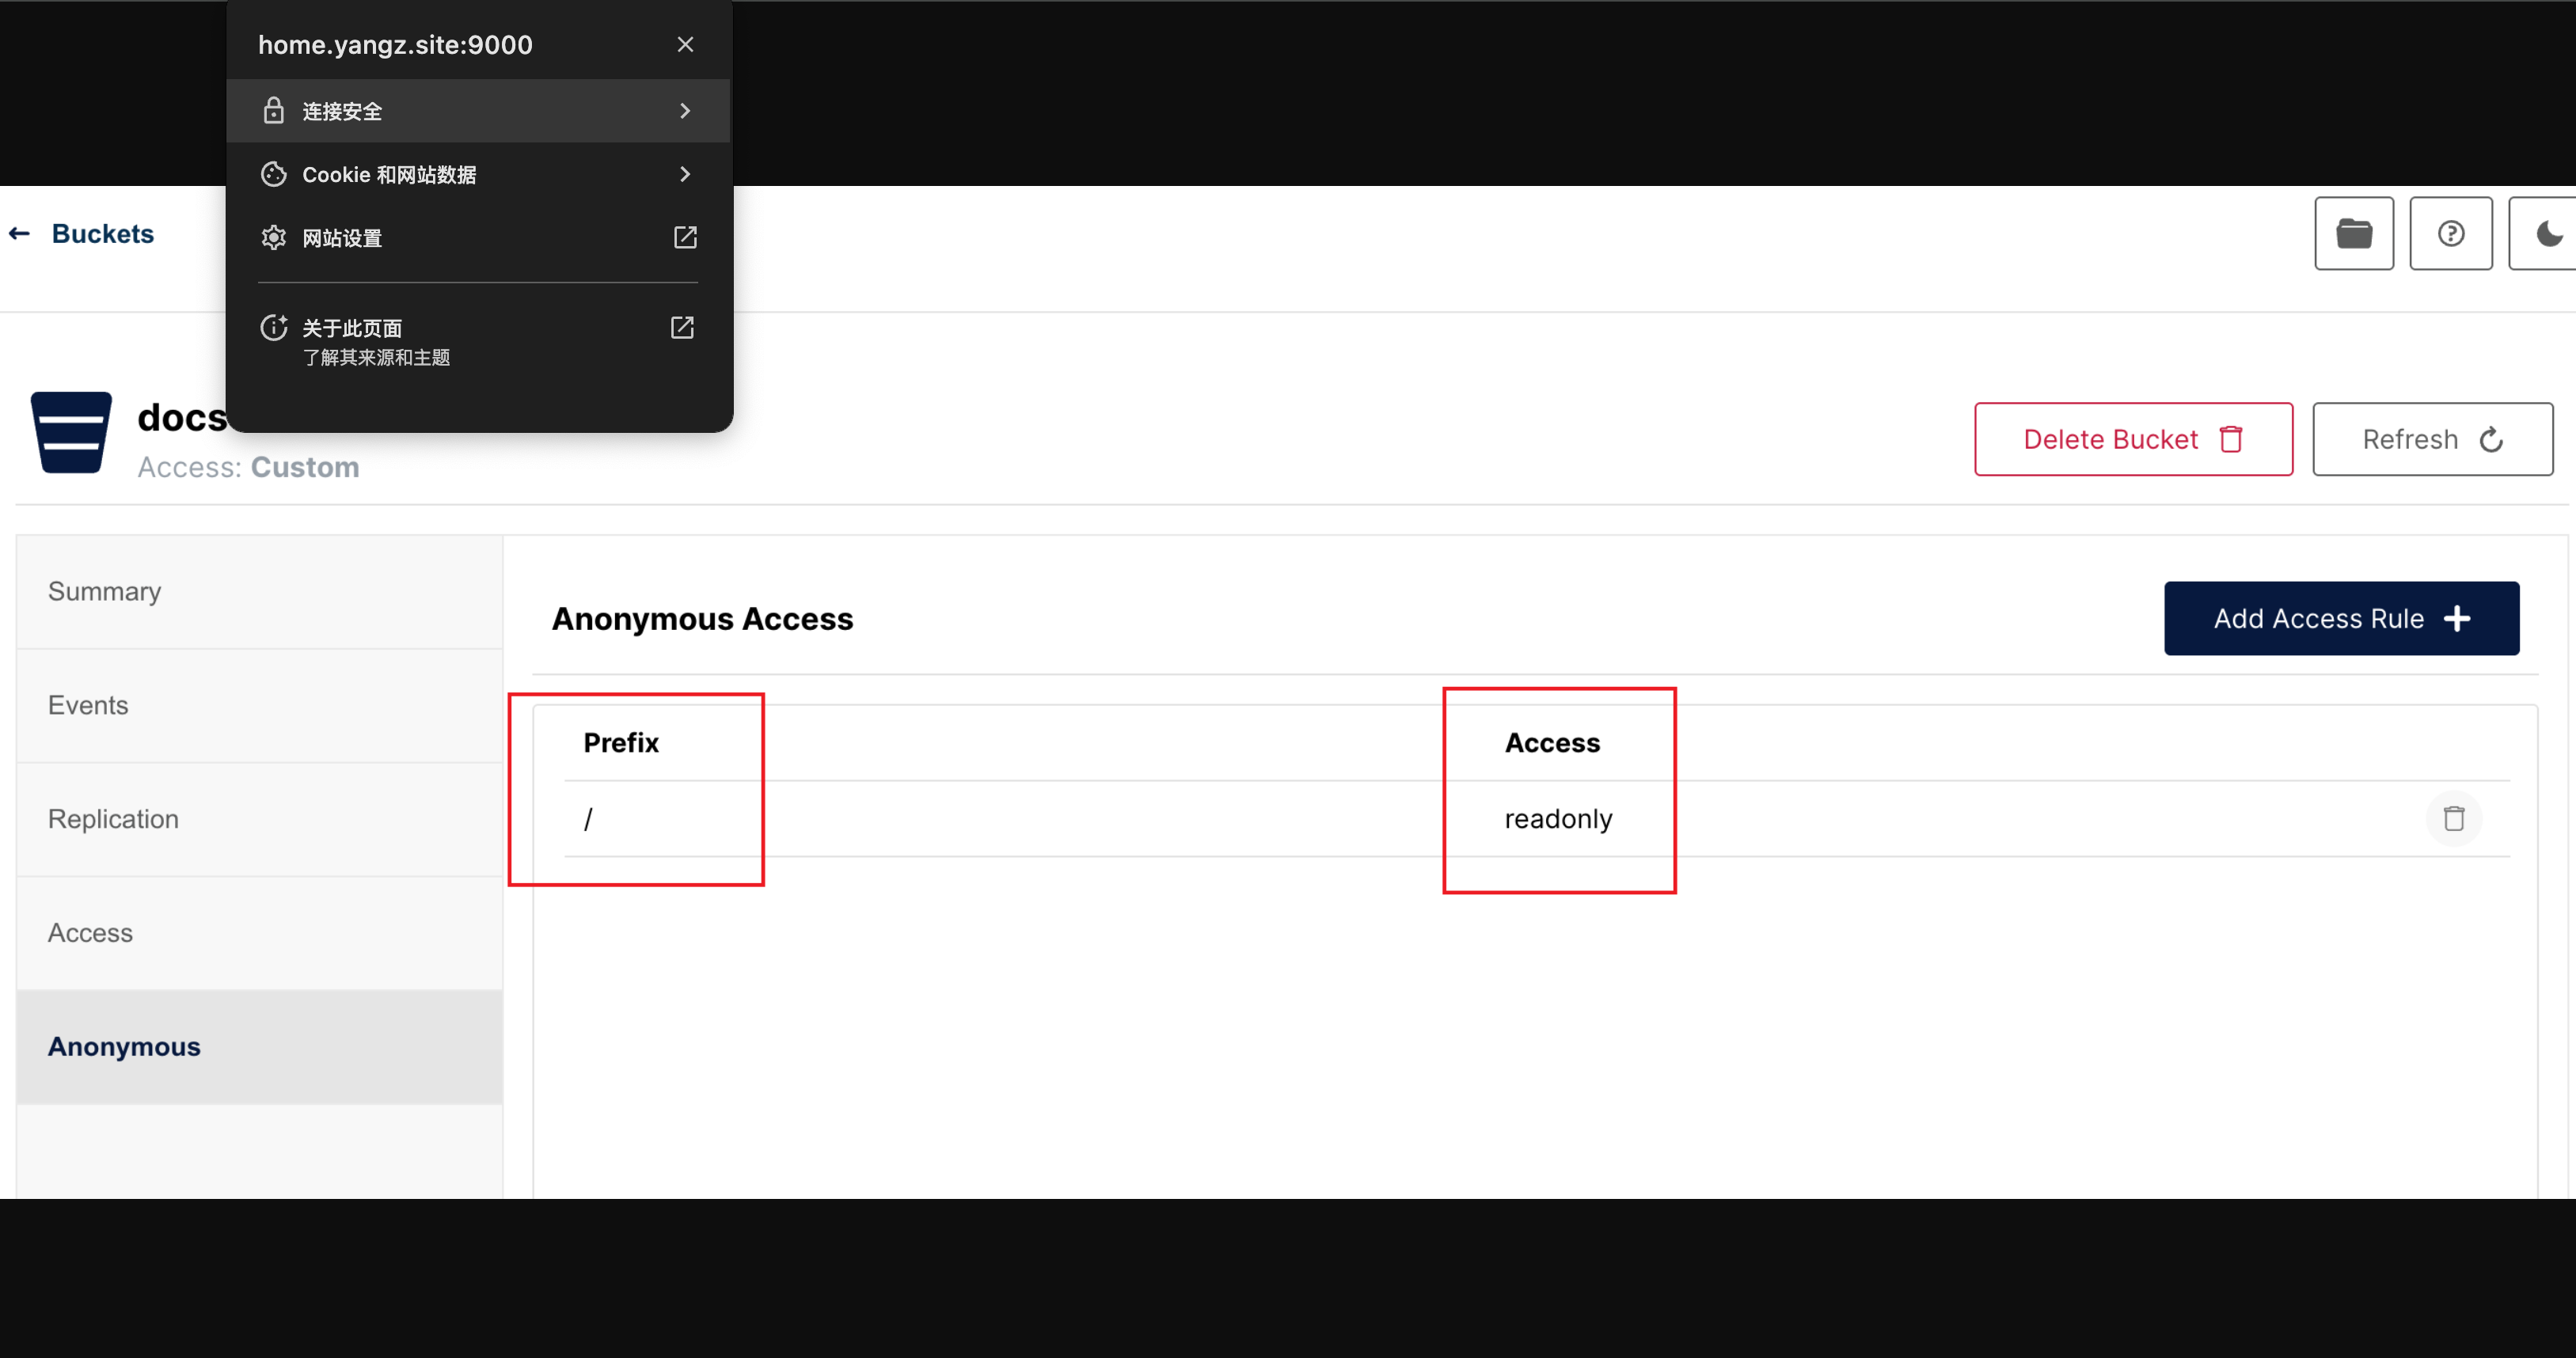 home.yangz.site:9000
连接安全
Cookie 和网站数据
网站设置
关于此页面
了解其来源和主题
Buckets
docs
Access: Custom
Delete Bucket
Refresh
Summary
Events
Replication
Access
Anonymous
Anonymous Access
Add Access Rule
Prefix
Access
/
readonly